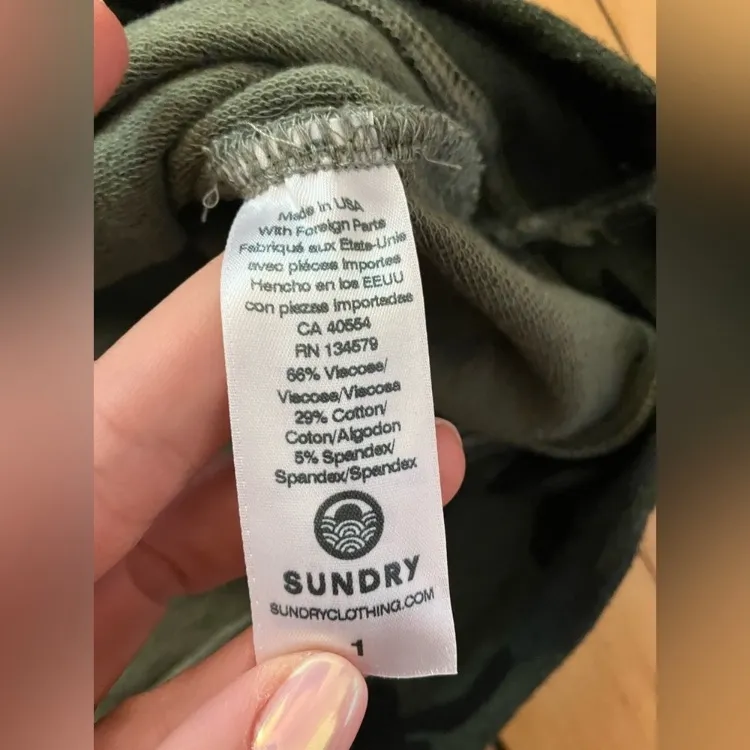 Made in USA
With Foreign Parts
Fabriqué aux Etats-Unis
avec pièces importes
Hencho en los EEUU
con piezas importadas
CA 40554
RN 134579
66% Viscose/
Viscose/Viscosa
29% Cotton/
Coton/Algodon
5% Spandex/
Spandex/Spandex
SUNDRY
SUNDRYCLOTHING.COM
1